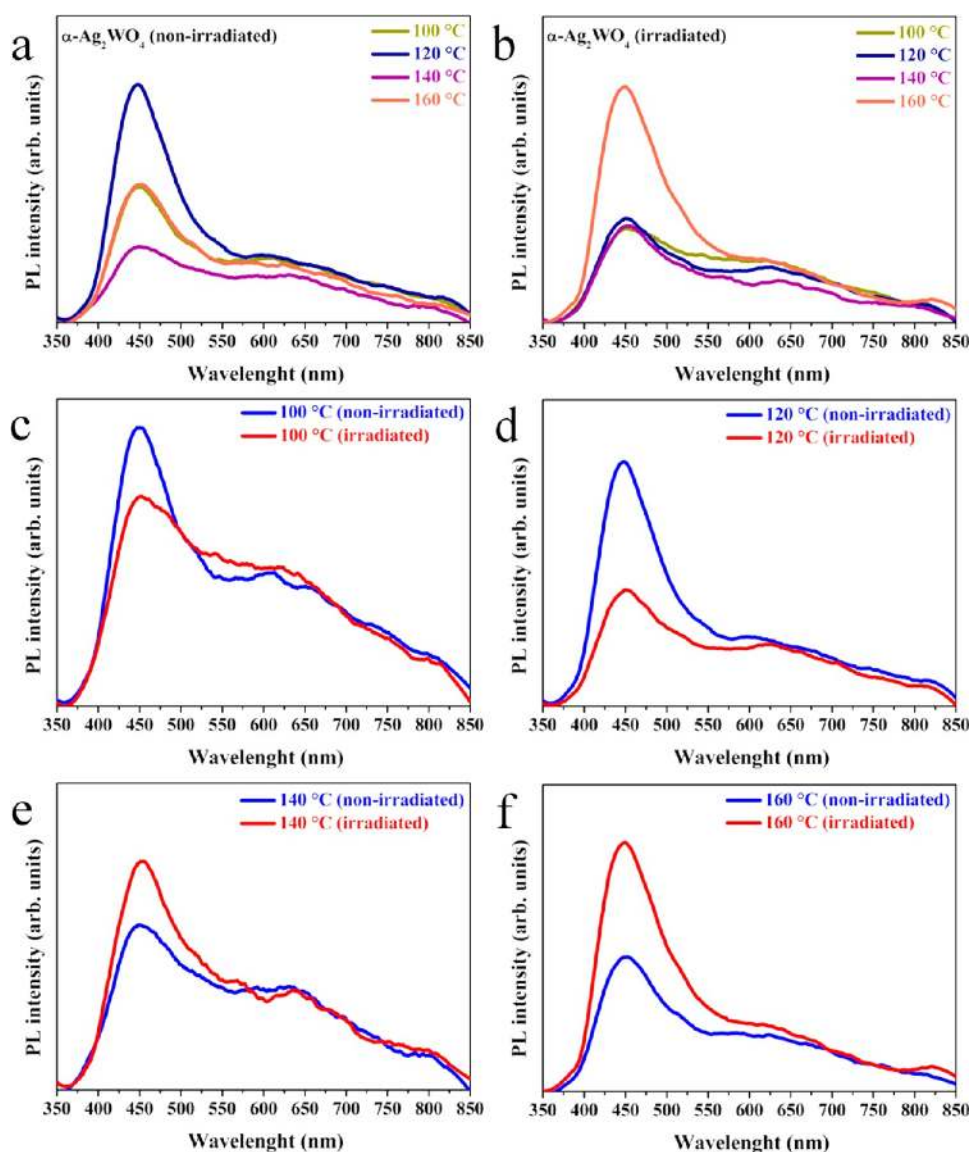 a
α-Ag₂WO₄ (non-irradiated)
100 °C
120 °C
140 °C
160 °C
PL intensity (arb. units)
350 400 450 500 550 600 650 700 750 800 850
Wavelenght (nm)
b
α-Ag₂WO₄ (irradiated)
100 °C
120 °C
140 °C
160 °C
PL intensity (arb. units)
350 400 450 500 550 600 650 700 750 800 850
Wavelenght (nm)
c
100 °C (non-irradiated)
100 °C (irradiated)
PL intensity (arb. units)
350 400 450 500 550 600 650 700 750 800 850
Wavelenght (nm)
d
120 °C (non-irradiated)
120 °C (irradiated)
PL intensity (arb. units)
350 400 450 500 550 600 650 700 750 800 850
Wavelenght (nm)
e
140 °C (non-irradiated)
140 °C (irradiated)
PL intensity (arb. units)
350 400 450 500 550 600 650 700 750 800 850
Wavelenght (nm)
f
160 °C (non-irradiated)
160 °C (irradiated)
PL intensity (arb. units)
350 400 450 500 550 600 650 700 750 800 850
Wavelenght (nm)